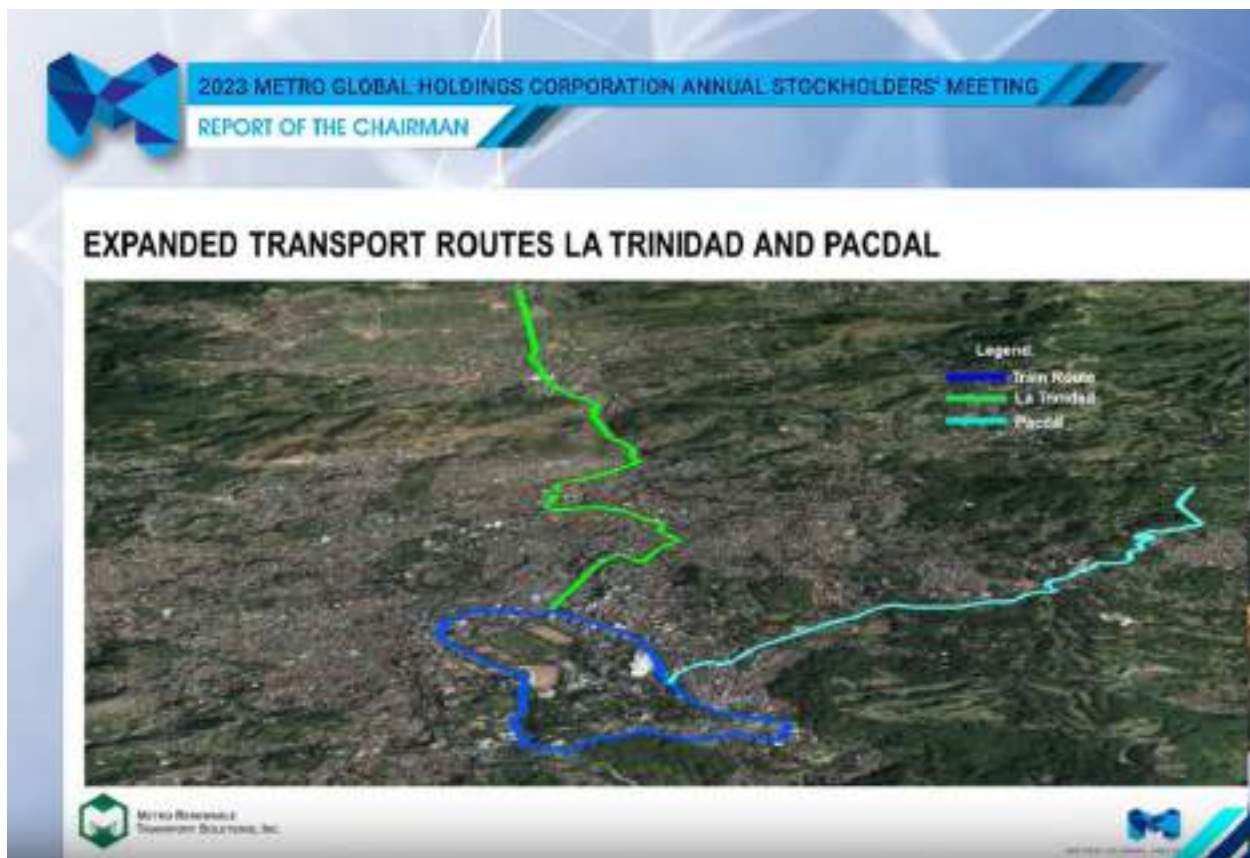 2023 METRO GLOBAL HOLDINGS CORPORATION ANNUAL STOCKHOLDERS' MEETING
REPORT OF THE CHAIRMAN
EXPANDED TRANSPORT ROUTES LA TRINIDAD AND PACDAL
Legend
Train Route
La Trinidad
Pacdal
METRO RENEWABLE
TRANSPORT SOLUTIONS, INC.